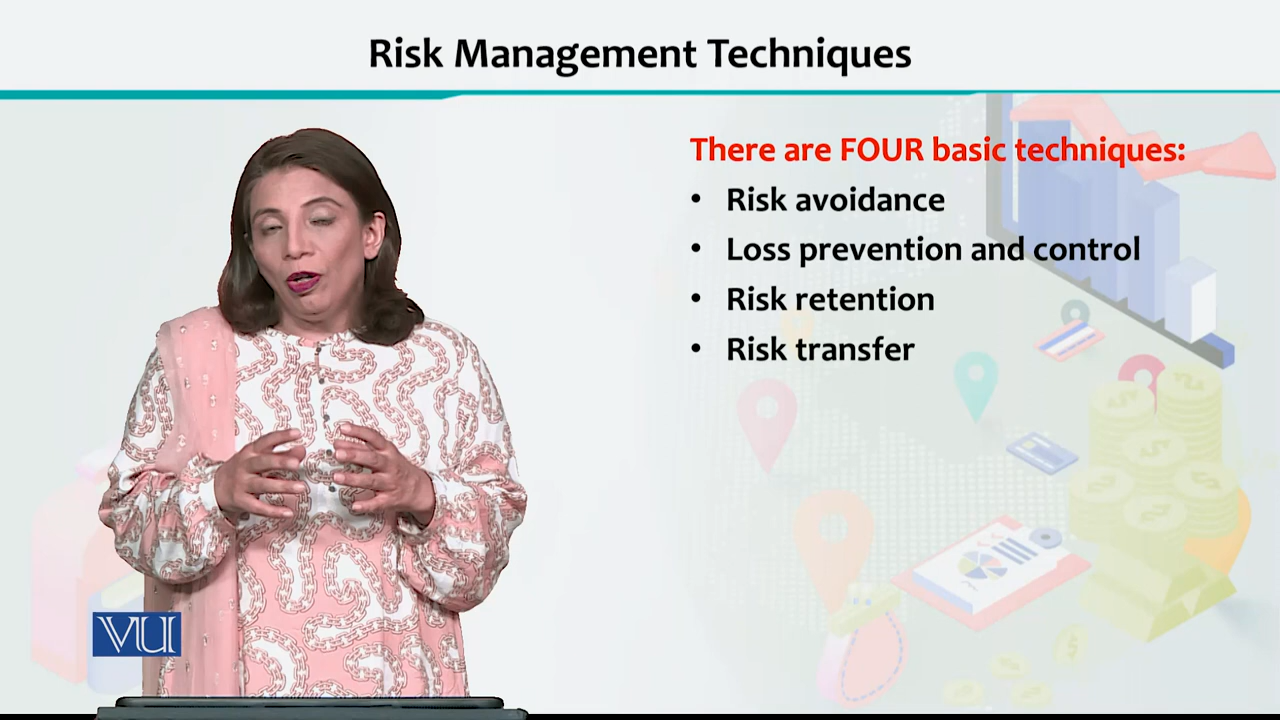 Risk Management Techniques
There are FOUR basic techniques:
• Risk avoidance
• Loss prevention and control
• Risk retention
• Risk transfer
VU